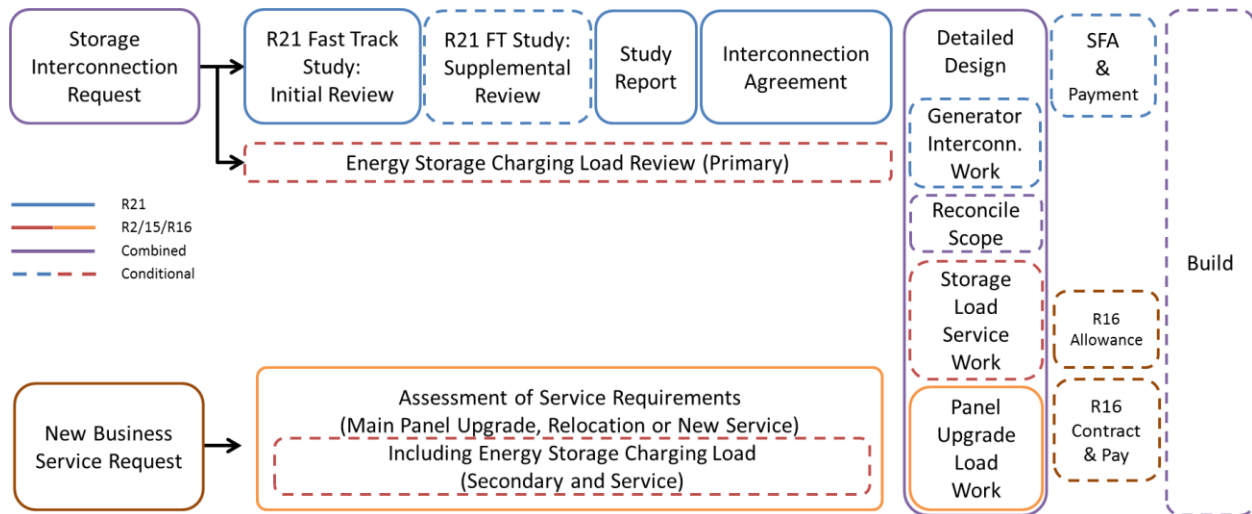 Storage
Interconnection
Request
R21 Fast Track
Study:
Initial Review
R21 FT Study:
Supplemental
Review
Study
Report
Interconnection
Agreement
Energy Storage Charging Load Review (Primary)
R21
R2/15/R16
Combined
Conditional
New Business
Service Request
Assessment of Service Requirements
(Main Panel Upgrade, Relocation or New Service)
Including Energy Storage Charging Load
(Secondary and Service)
Detailed
Design
Generator
Interconn.
Work
Reconcile
Scope
Storage
Load
Service
Work
Panel
Upgrade
Load
Work
SFA
&
Payment
R16
Allowance
R16
Contract
& Pay
Build